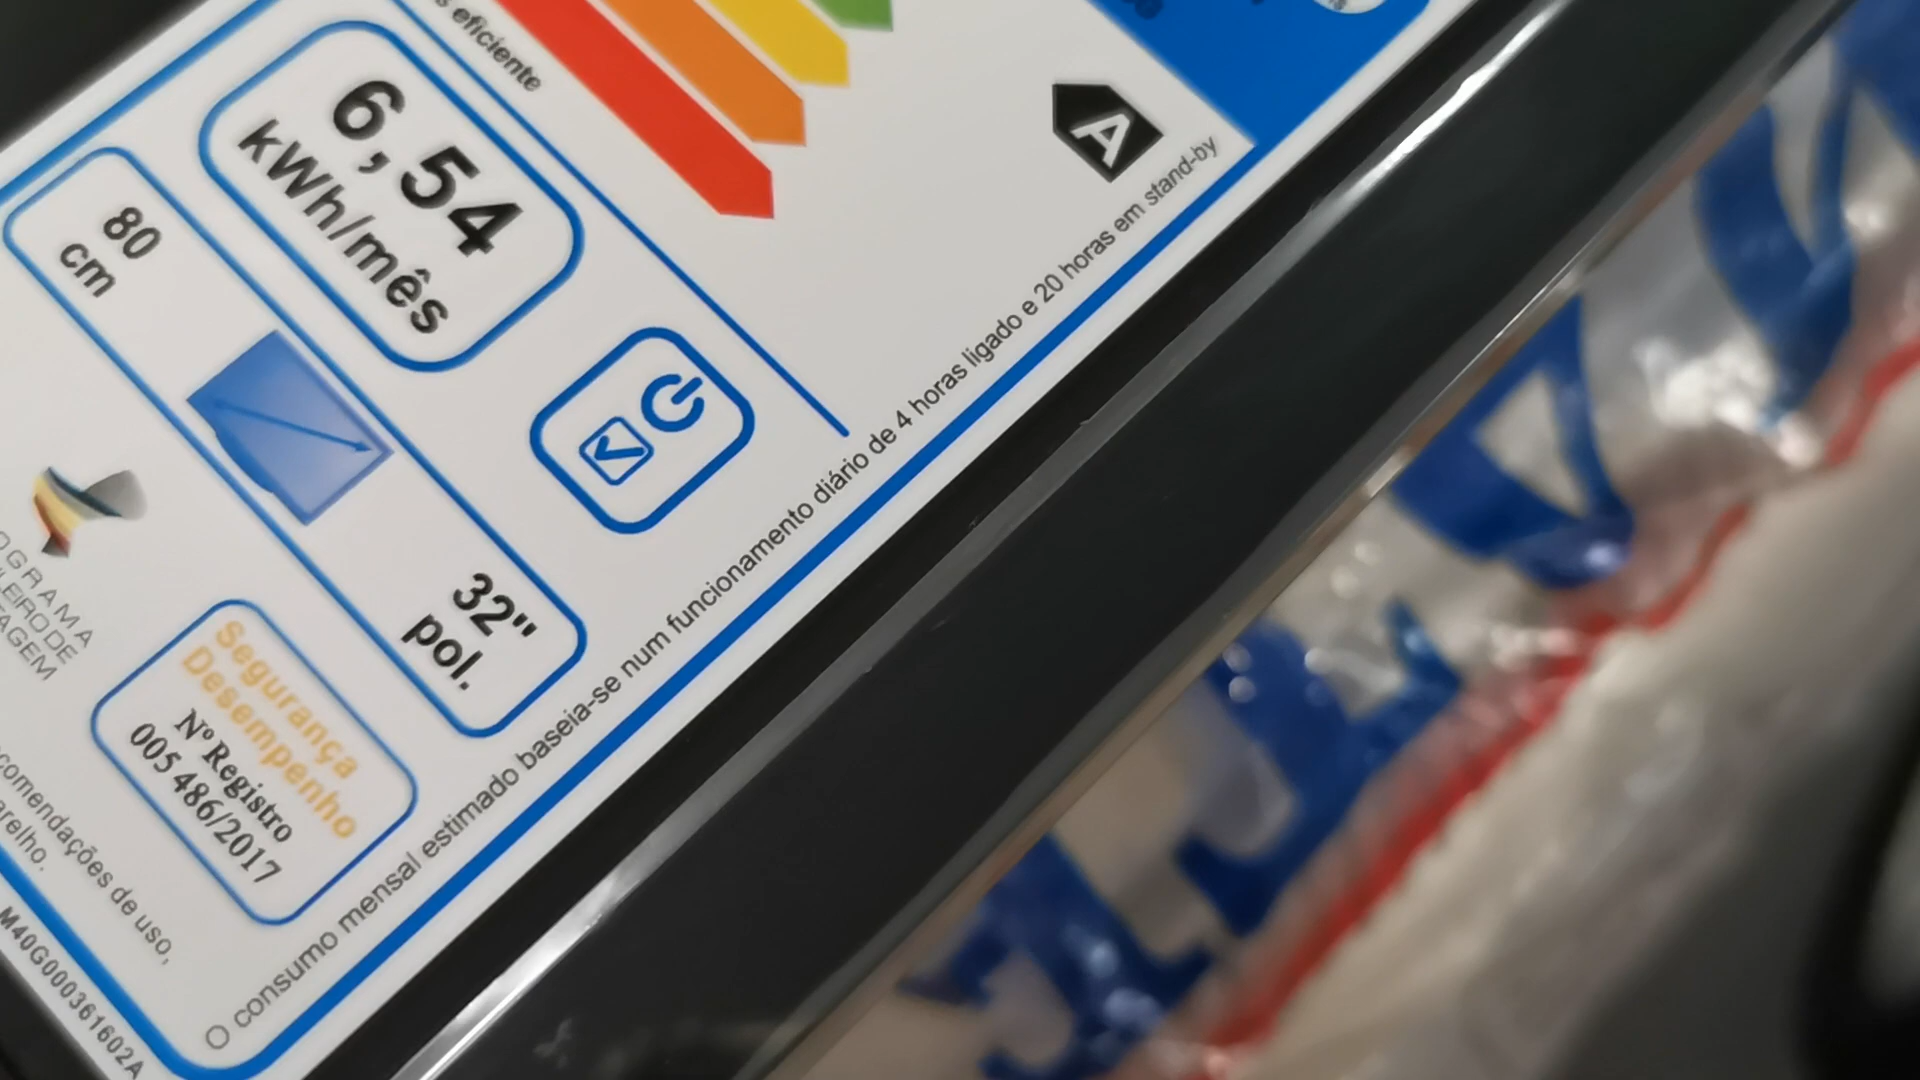 eficiente
A
6,54
kWh/mês
80
cm
32"
pol.
Segurança
Desempenho
Nº Registro
005486/2017
comendações de uso,
arelho.
O consumo mensal estimado baseia-se num funcionamento diário de 4 horas ligado e 20 horas em stand-by
M40G000361602A